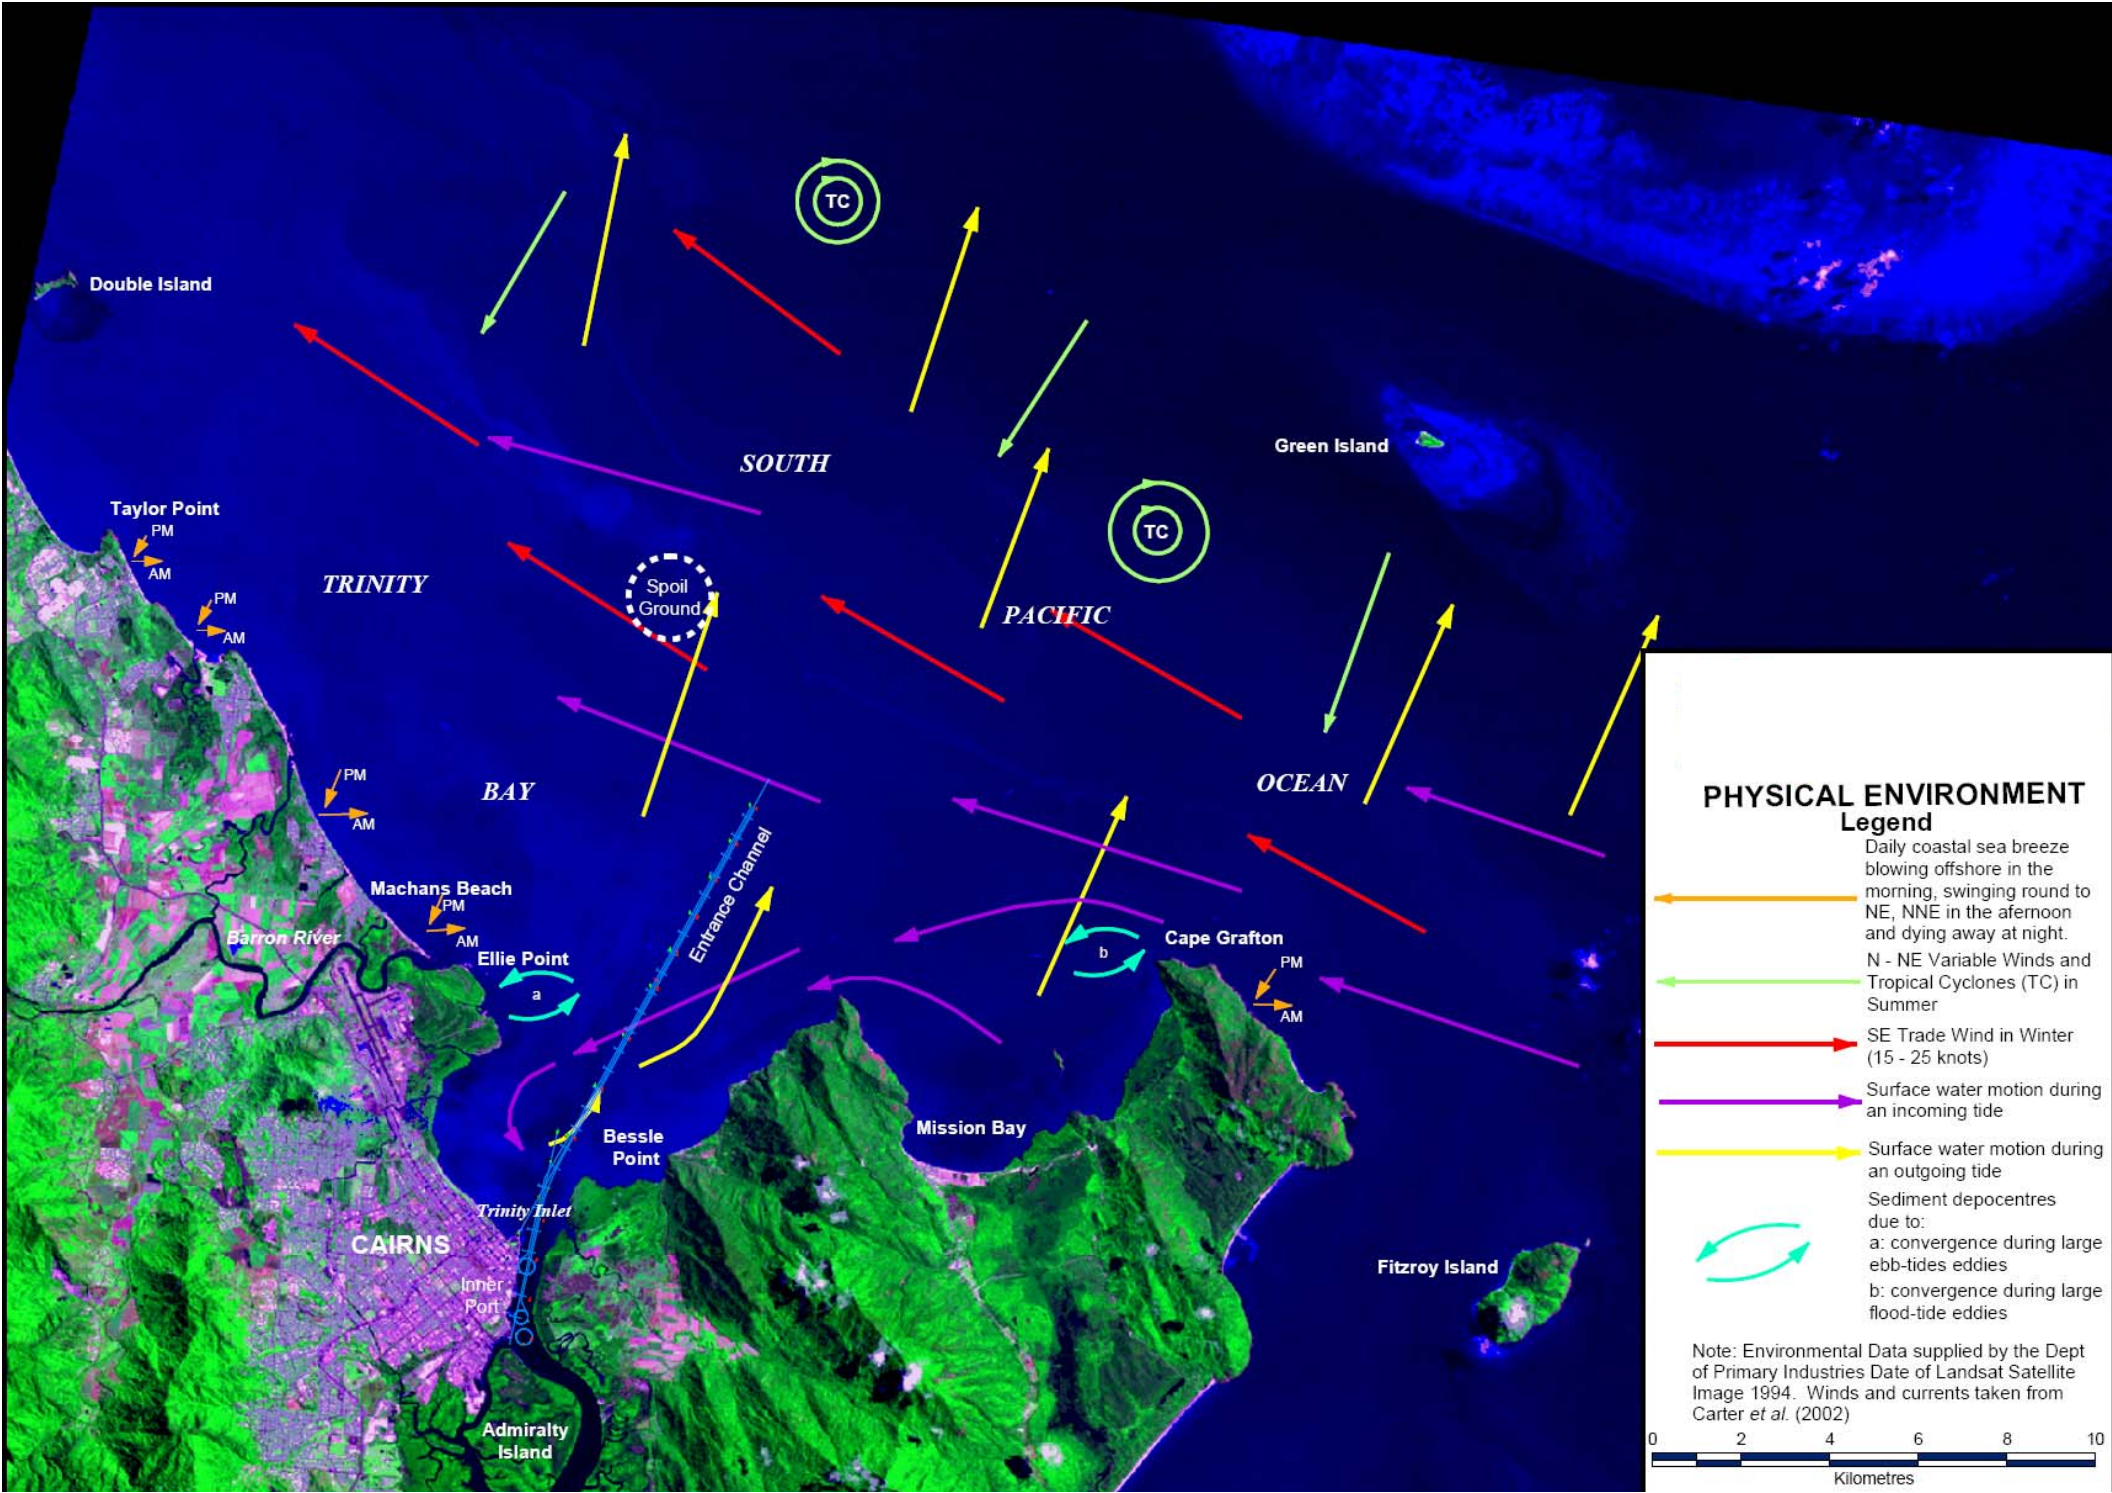 TC
Double Island
SOUTH
Green Island
Taylor Point
PM
AM
TC
TRINITY
Spoil
Ground
PM
AM
PACIFIC
BAY
OCEAN
PM
AM
Entrance Channel
Machans Beach
PM
AM
Barron River
Ellie Point
a
b
Cape Grafton
PM
AM
Bessie
Point
Mission Bay
Trinity Inlet
CAIRNS
Inner
Port
Fitzroy Island
Admiralty
Island
PHYSICAL ENVIRONMENT
Legend
Daily coastal sea breeze
blowing offshore in the
morning, swinging round to
NE, NNE in the afernoon
and dying away at night.
N - NE Variable Winds and
Tropical Cyclones (TC) in
Summer
SE Trade Wind in Winter
(15 - 25 knots)
Surface water motion during
an incoming tide
Surface water motion during
an outgoing tide
Sediment depocentres
due to:
a: convergence during large
ebb-tides eddies
b: convergence during large
flood-tide eddies
Note: Environmental Data supplied by the Dept
of Primary Industries Date of Landsat Satellite
Image 1994. Winds and currents taken from
Carter et al. (2002)
0 2 4 6 8 10
Kilometres